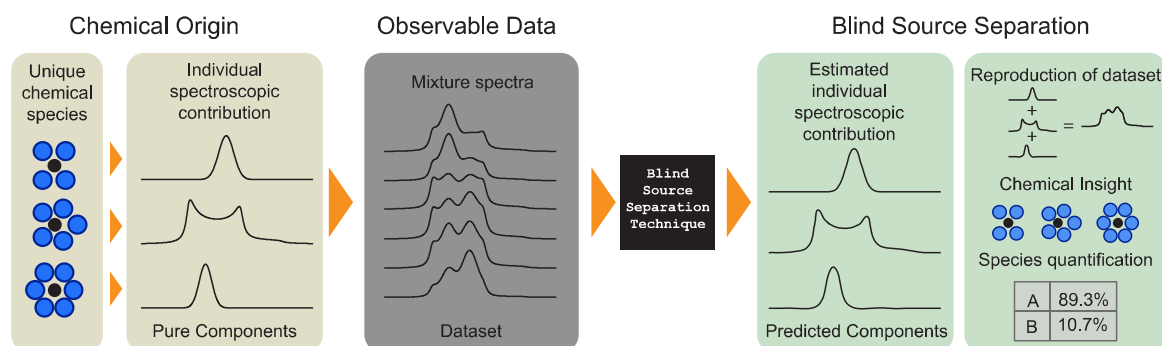 Chemical Origin
Unique
chemical
species
Individual
spectroscopic
contribution
Pure Components
Observable Data
Mixture spectra
Dataset
Blind
Source
Separation
Technique
Blind Source Separation
Estimated
individual
spectroscopic
contribution
Predicted Components
Reproduction of dataset
+
=
+
Chemical Insight
Species quantification
A 89.3%
B 10.7%